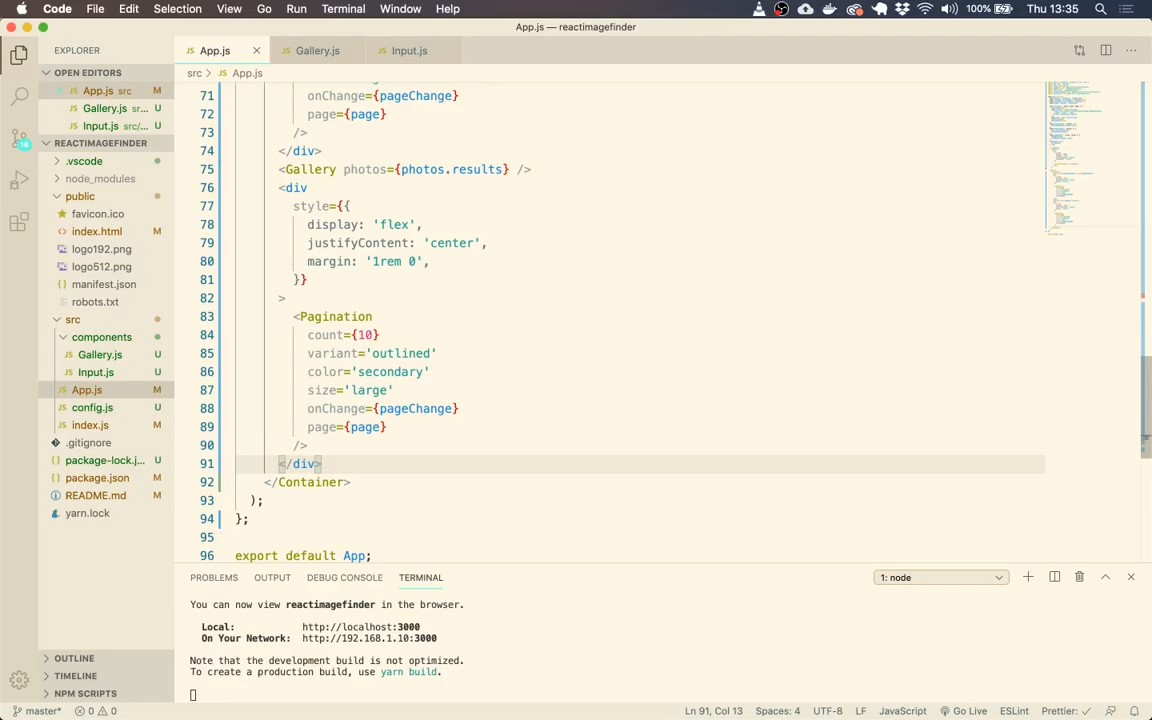 Code File Edit Selection View Go Run Terminal Window Help 100% Thu 13:35
App.js — reactimagefinder
EXPLORER
OPEN EDITORS
App.js src M
Gallery.js sr... U
Input.js src/... U
REACTIMAGEFINDER
.vscode
node_modules
public
favicon.ico
index.html M
logo192.png
logo512.png
manifest.json
robots.txt
src
components
Gallery.js U
Input.js U
App.js M
config.js U
index.js M
.gitignore
package-lock.j... U
package.json M
README.md M
yarn.lock
OUTLINE
TIMELINE
NPM SCRIPTS
JS App.js JS Gallery.js JS Input.js
src > JS App.js
71 onChange={pageChange}
72 page={page}
73 />
74 </div>
75 <Gallery photos={photos.results} />
76 <div
77 style={{
78 display: 'flex',
79 justifyContent: 'center',
80 margin: '1rem 0',
81 }}
82 >
83 <Pagination
84 count={10}
85 variant='outlined'
86 color='secondary'
87 size='large'
88 onChange={pageChange}
89 page={page}
90 />
91 </div>
92 </Container>
93 );
94 };
95
96 export default App;
PROBLEMS OUTPUT DEBUG CONSOLE TERMINAL 1: node
You can now view reactimagefinder in the browser.
Local: http://localhost:3000
On Your Network: http://192.168.1.10:3000
Note that the development build is not optimized.
To create a production build, use yarn build.
master* 0 0 Ln 91, Col 13 Spaces: 4 UTF-8 LF JavaScript Go Live ESLint Prettier: ✓